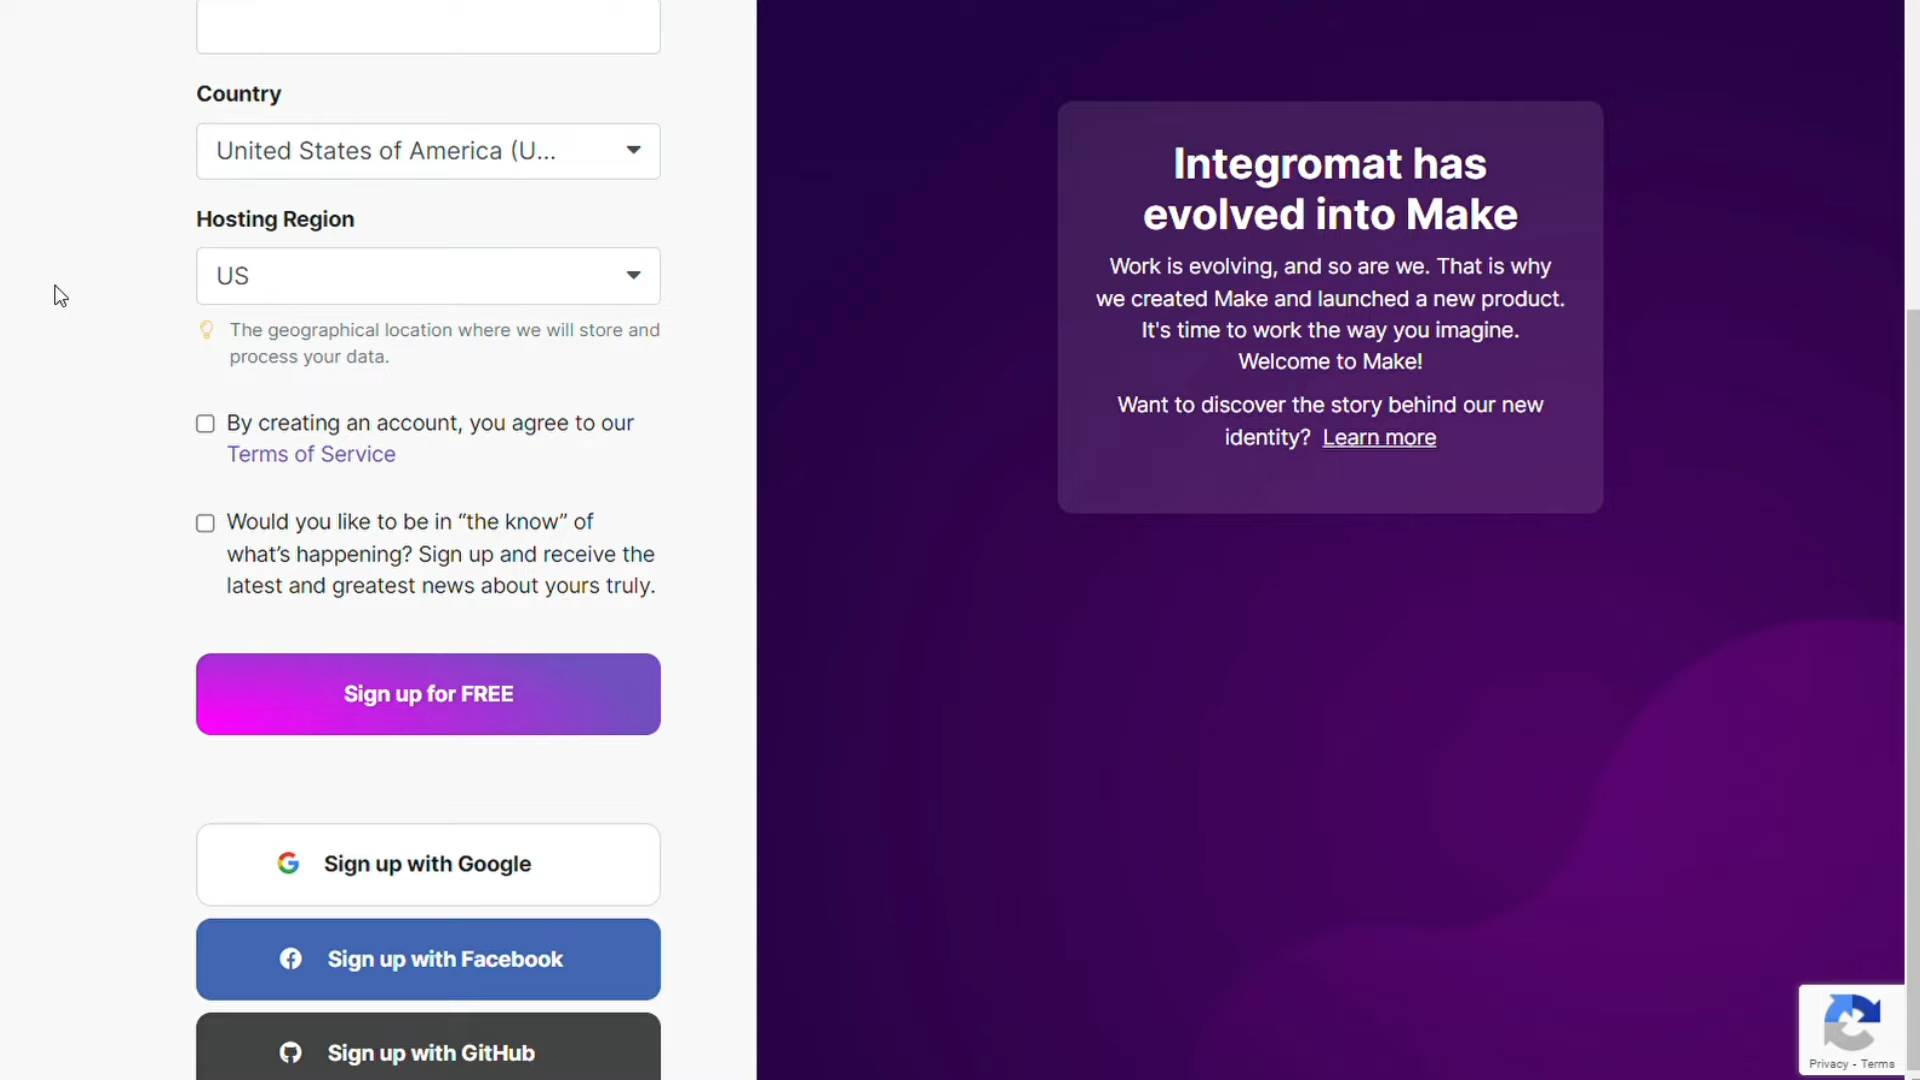 Country
United States of America (U...
Hosting Region
US
The geographical location where we will store and
process your data.
By creating an account, you agree to our
Terms of Service
Would you like to be in “the know” of
what’s happening? Sign up and receive the
latest and greatest news about yours truly.
Sign up for FREE
Sign up with Google
Sign up with Facebook
Sign up with GitHub
Integromat has
evolved into Make
Work is evolving, and so are we. That is why
we created Make and launched a new product.
It's time to work the way you imagine.
Welcome to Make!
Want to discover the story behind our new
identity? Learn more
Privacy - Terms